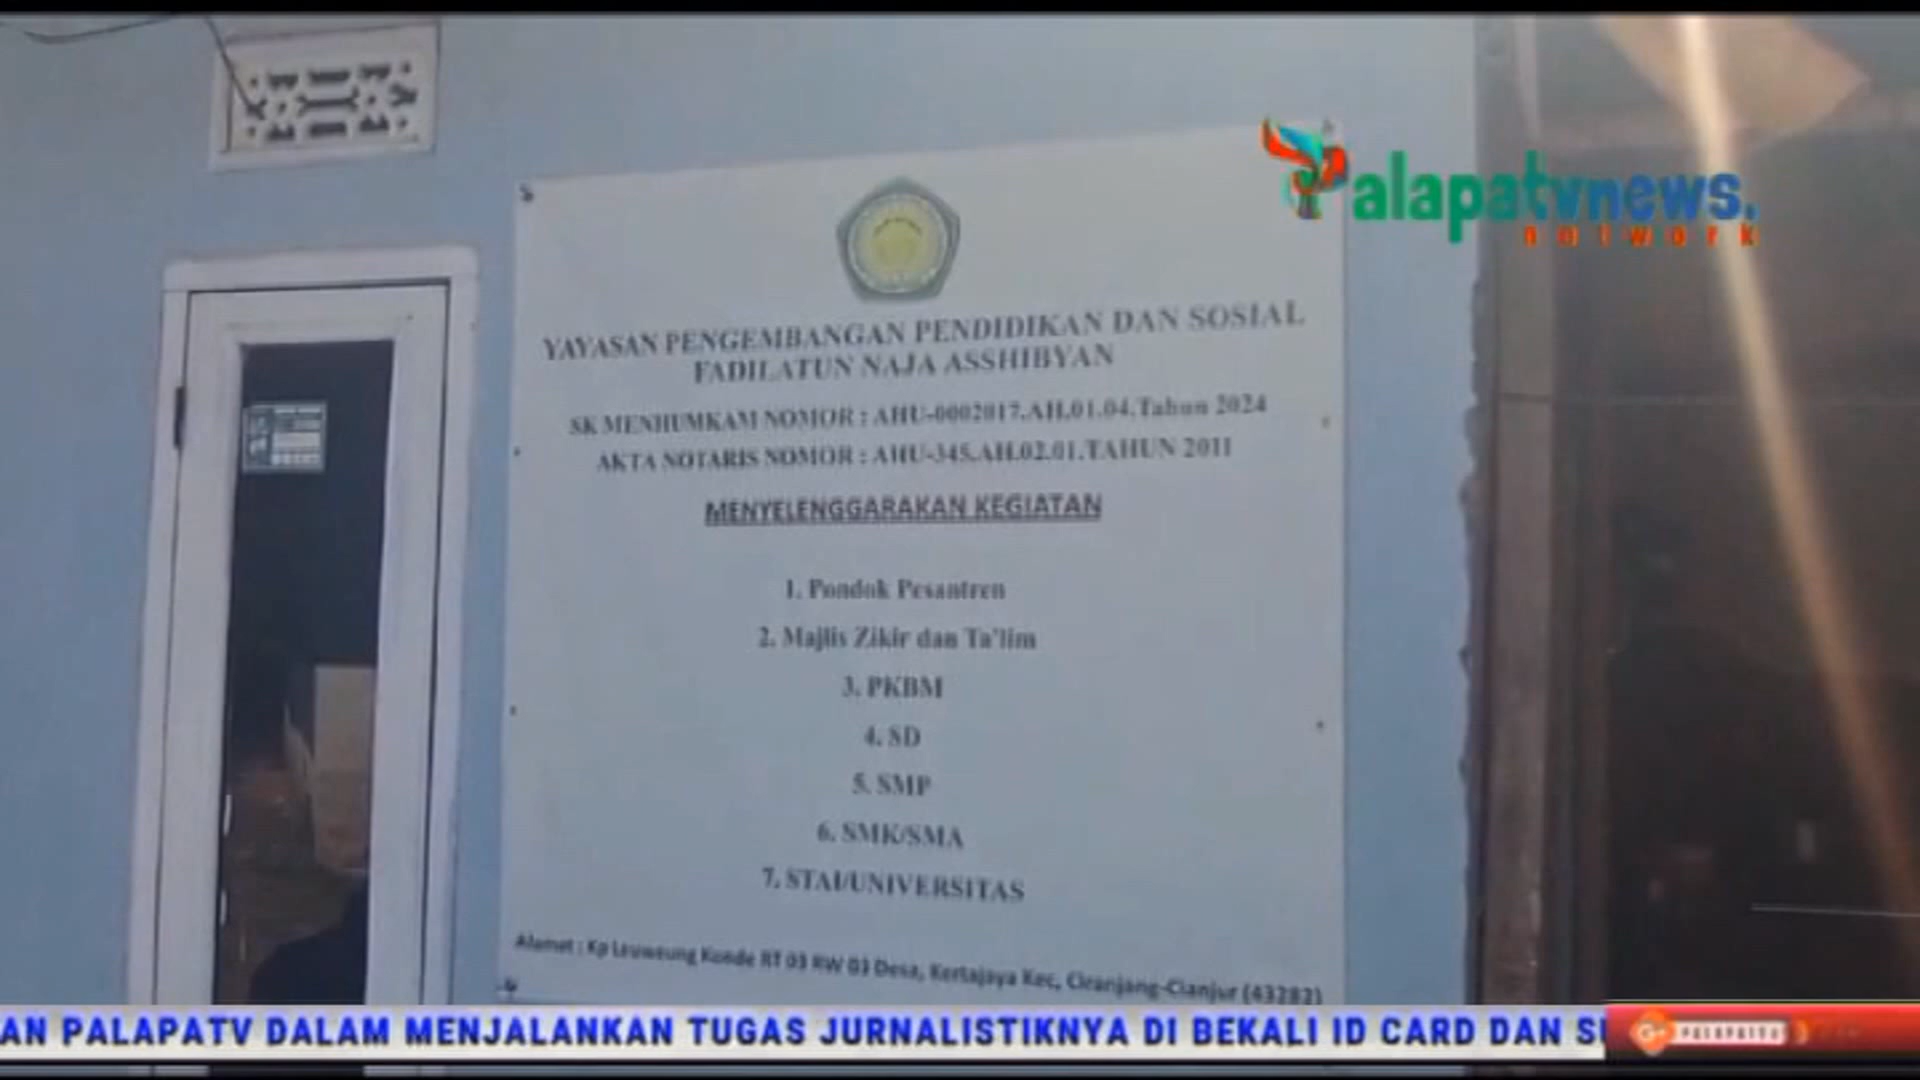 Palapatvnews.
network
YAYASAN PENGEMBANGAN PENDIDIKAN DAN SOSIAL
FADILATUN NAJA ASSHIBYAN
SK MENHUMKAM NOMOR : AHU-0002017.AH.01.04.Tahun 2024
AKTA NOTARIS NOMOR : AHU-345.AH.02.01.TAHUN 2011
MENYELENGGARAKAN KEGIATAN
1. Pondok Pesantren
2. Majlis Zikir dan Ta'lim
3. PKBM
4. SD
5. SMP
6. SMK/SMA
7. STAI/UNIVERSITAS
Alamat : Kp Leuweung Konde RT 03 RW 03 Desa, Kertajaya Kec, Ciranjang-Cianjur (43282)
AN PALAPATV DALAM MENJALANKAN TUGAS JURNALISTIKNYA DI BEKALI ID CARD DAN S
G+ PALAPATV